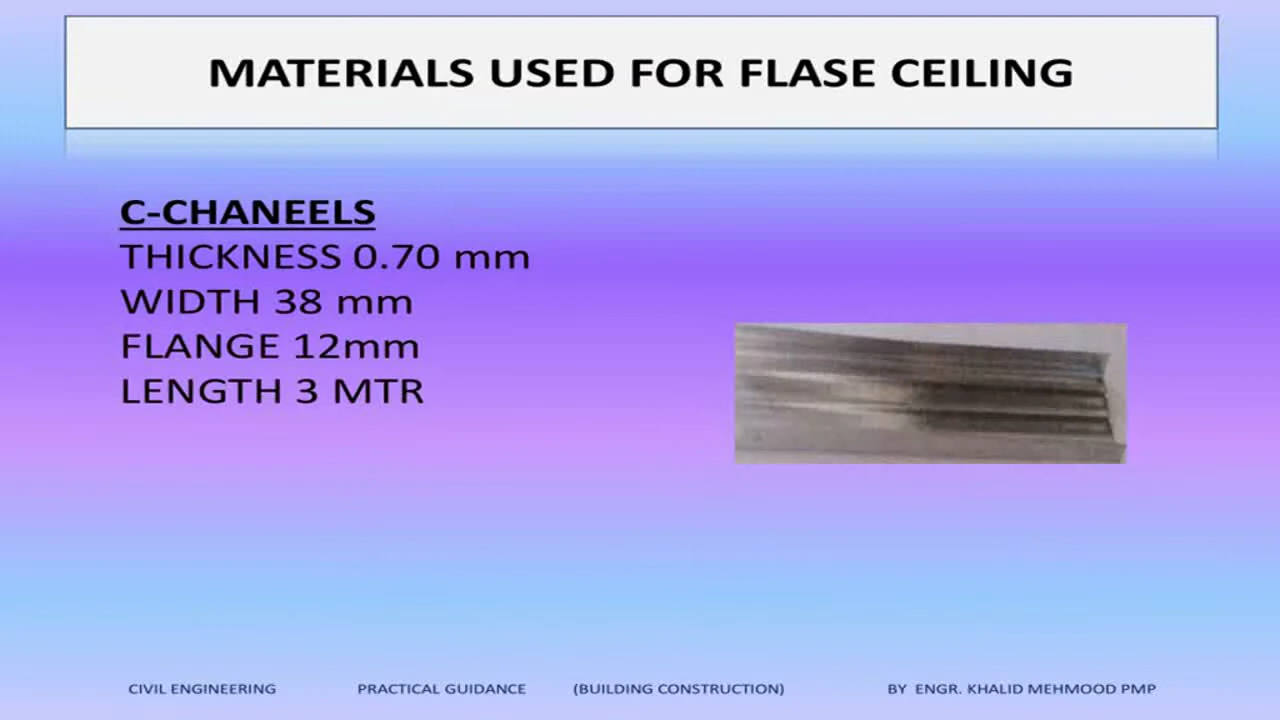 MATERIALS USED FOR FLASE CEILING
C-CHANEELS
THICKNESS 0.70 mm
WIDTH 38 mm
FLANGE 12mm
LENGTH 3 MTR
CIVIL ENGINEERING PRACTICAL GUIDANCE (BUILDING CONSTRUCTION) BY ENGR. KHALID MEHMOOD PMP